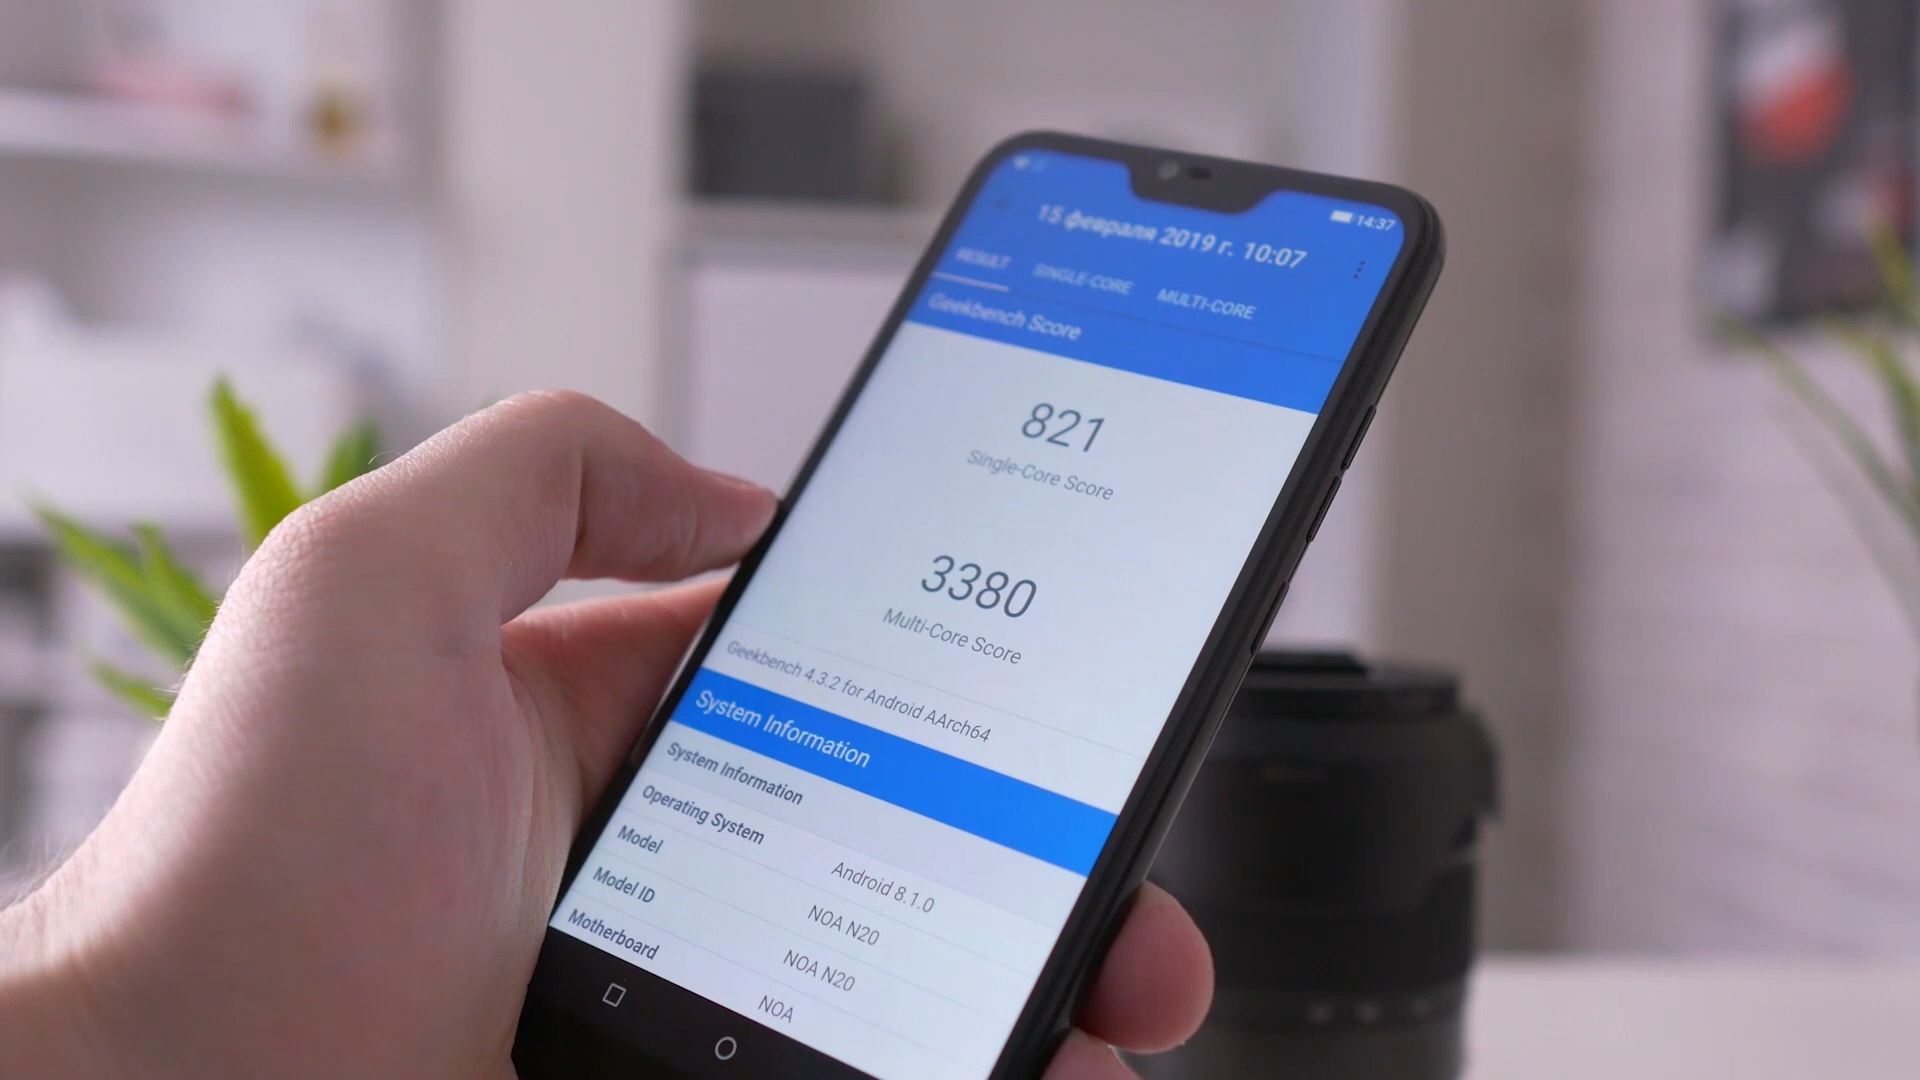 14:37
15 февраля 2019 г. 10:07
RESULT SINGLE-CORE MULTI-CORE
Geekbench Score
821
Single-Core Score
3380
Multi-Core Score
Geekbench 4.3.2 for Android AArch64
System Information
System Information
Operating System Android 8.1.0
Model NOA N20
Model ID NOA N20
Motherboard NOA